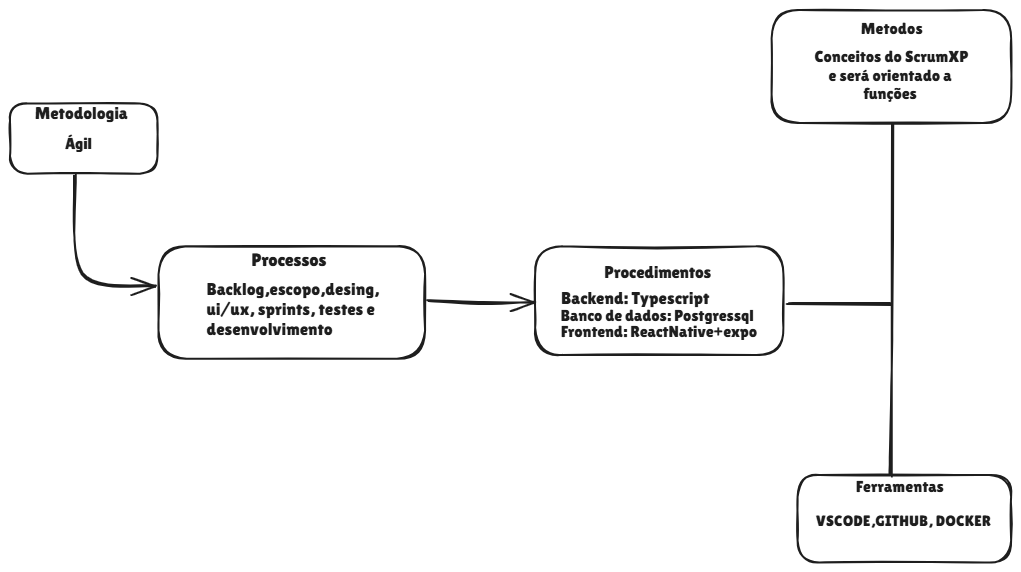 Metodologia
Ágil
Processos
Backlog,escopo,desing,
ui/ux, sprints, testes e
desenvolvimento
Procedimentos
Backend: Typescript
Banco de dados: Postgressql
Frontend: ReactNative+expo
Metodos
Conceitos do ScrumXP
e será orientado a
funções
Ferramentas
VSCODE,GITHUB, DOCKER